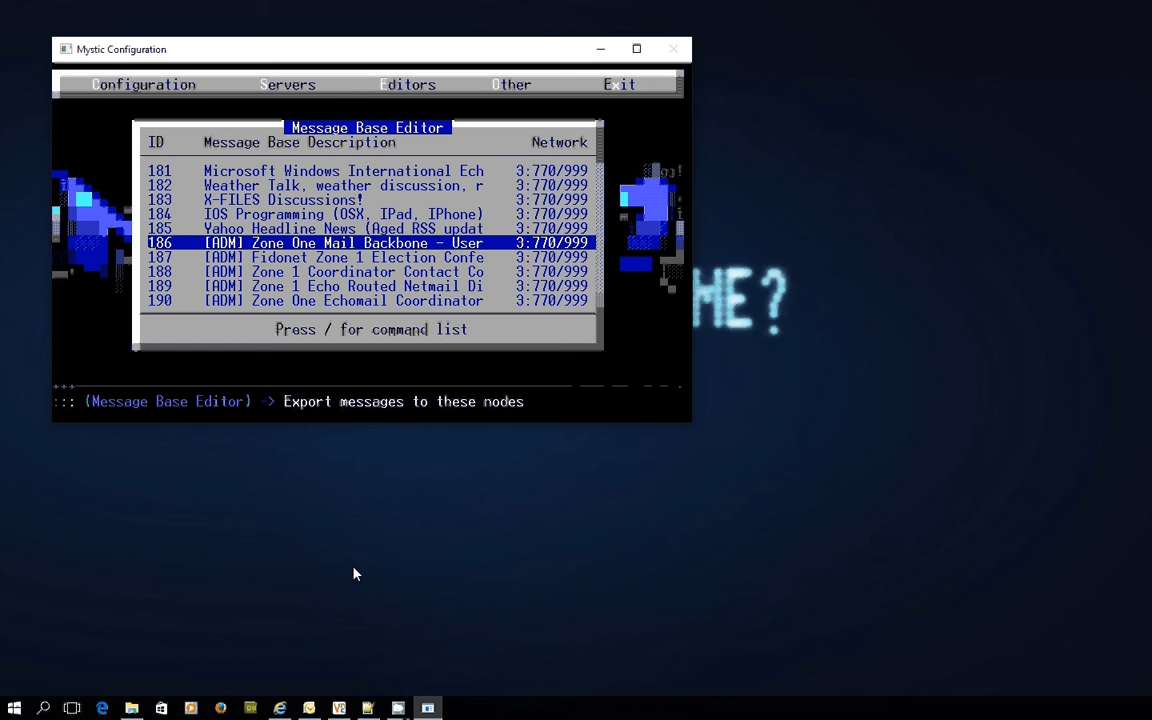 Mystic Configuration
Configuration Servers Editors Other Exit
Message Base Editor
ID Message Base Description Network
181 Microsoft Windows International Ech 3:770/999
182 Weather Talk, weather discussion, r 3:770/999
183 X-FILES Discussions! 3:770/999
184 IOS Programming (OSX, IPad, IPhone) 3:770/999
185 Yahoo Headline News (Aged RSS updat 3:770/999
186 [ADM] Zone One Mail Backbone - User 3:770/999
187 [ADM] Fidonet Zone 1 Election Confe 3:770/999
188 [ADM] Zone 1 Coordinator Contact Co 3:770/999
189 [ADM] Zone 1 Echo Routed Netmail Di 3:770/999
190 [ADM] Zone One Echomail Coordinator 3:770/999
Press / for command list
ME?
::: (Message Base Editor) -> Export messages to these nodes